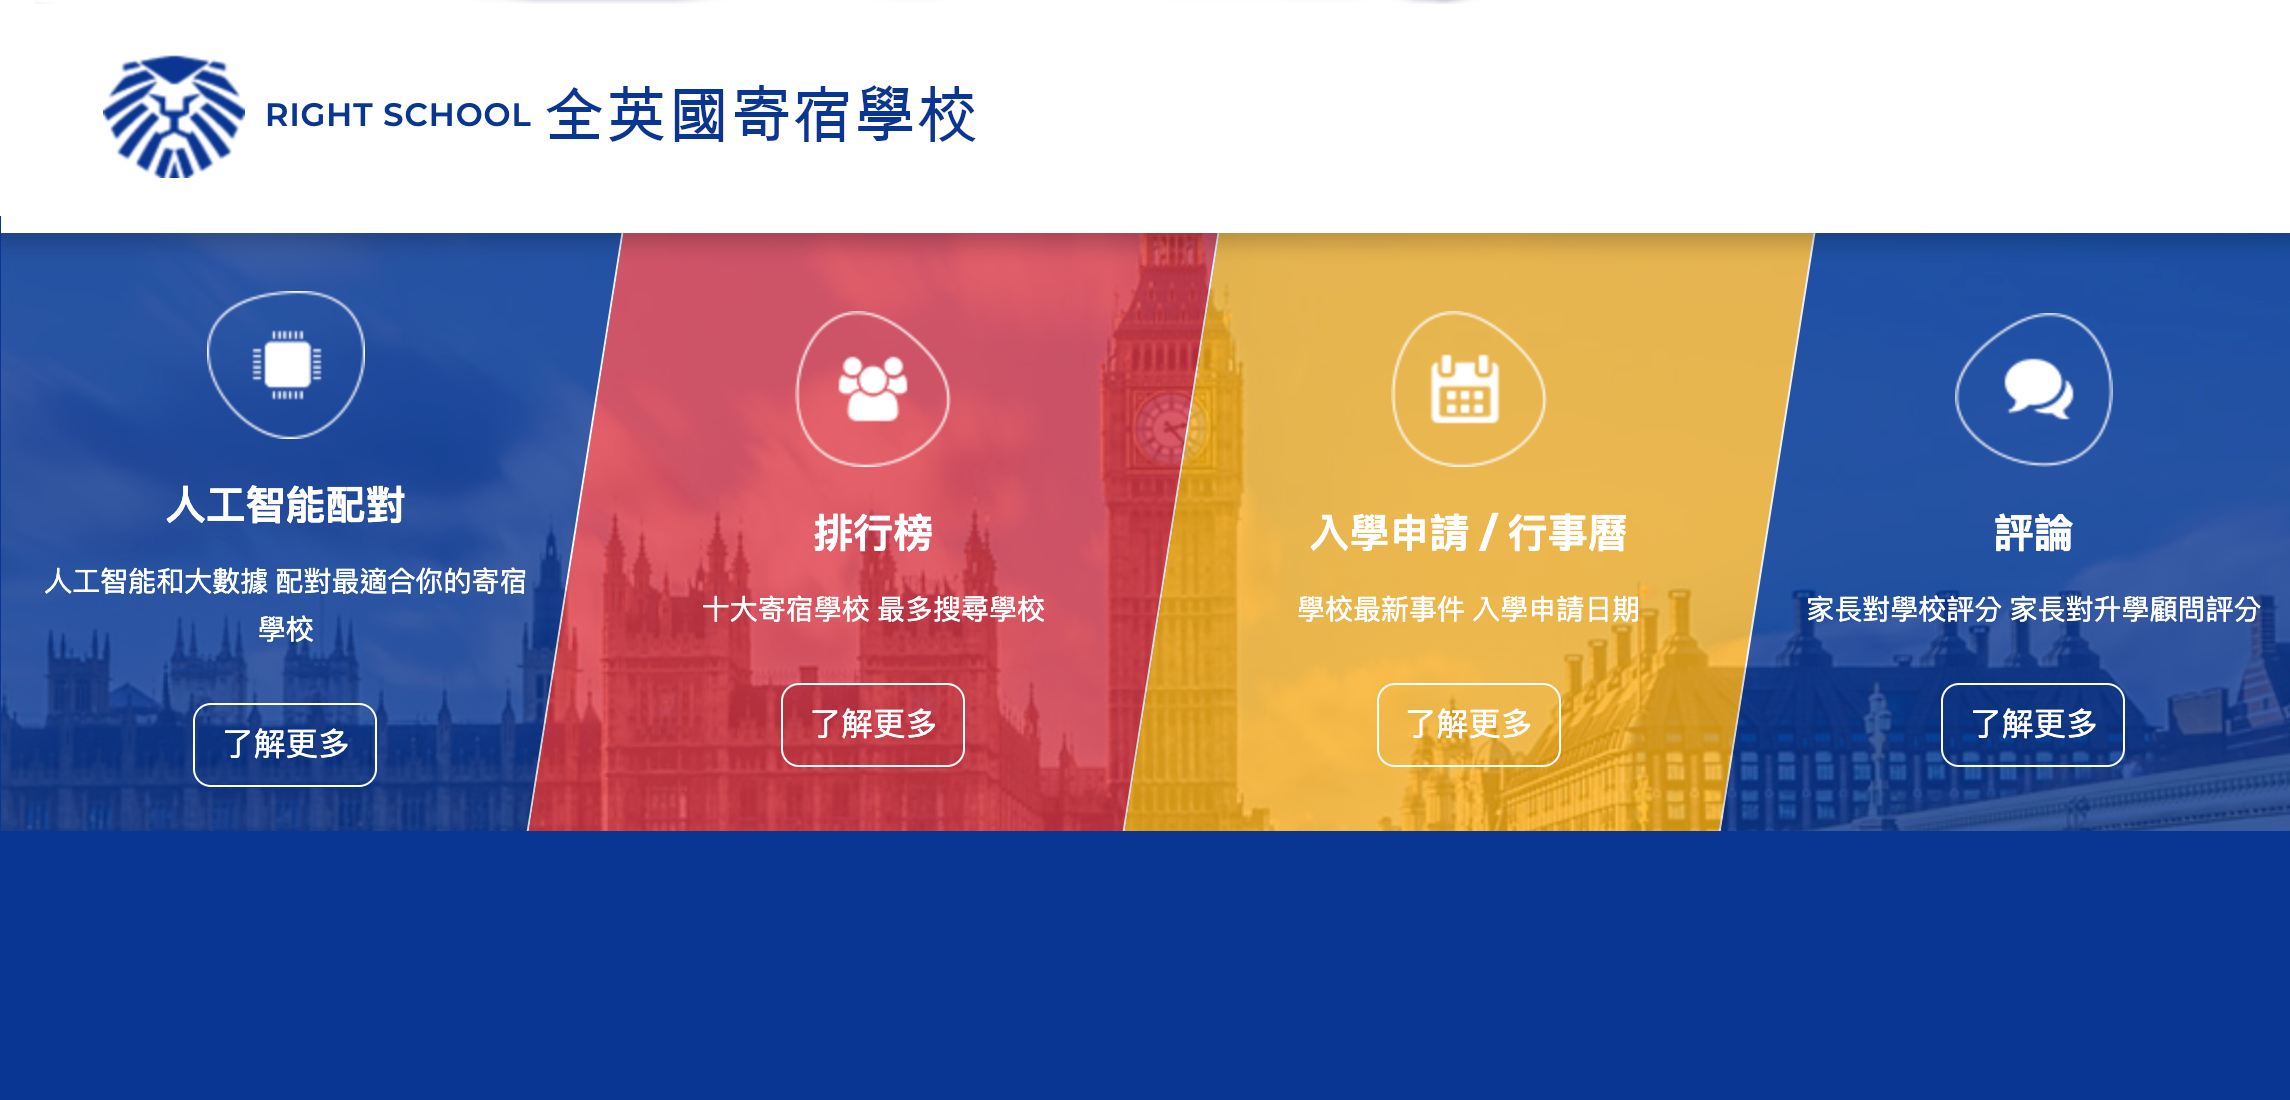 RIGHT SCHOOL 全英國寄宿學校
人工智能配對
人工智能和大數據 配對最適合你的寄宿
學校
了解更多
排行榜
十大寄宿學校 最多搜尋學校
了解更多
入學申請 / 行事曆
學校最新事件 入學申請日期
了解更多
評論
家長對學校評分 家長對升學顧問評分
了解更多